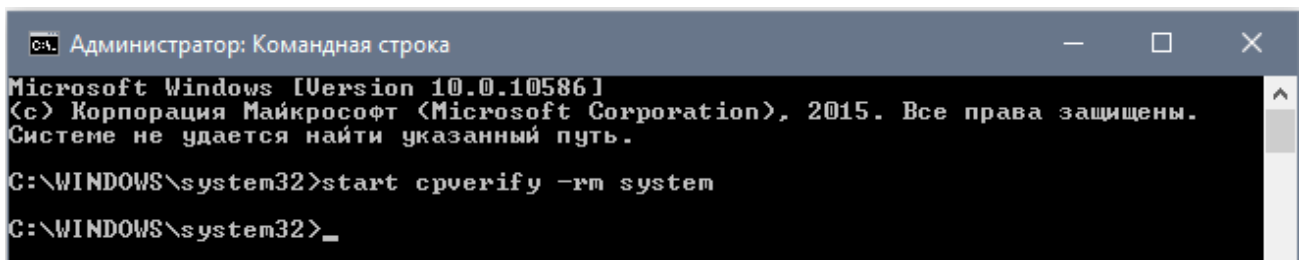 Администратор: Командная строка
Microsoft Windows [Version 10.0.10586]
(c) Корпорация Майкрософт (Microsoft Corporation), 2015. Все права защищены.
Системе не удается найти указанный путь.
C:\WINDOWS\system32>start cpverify -rm system
C:\WINDOWS\system32>_